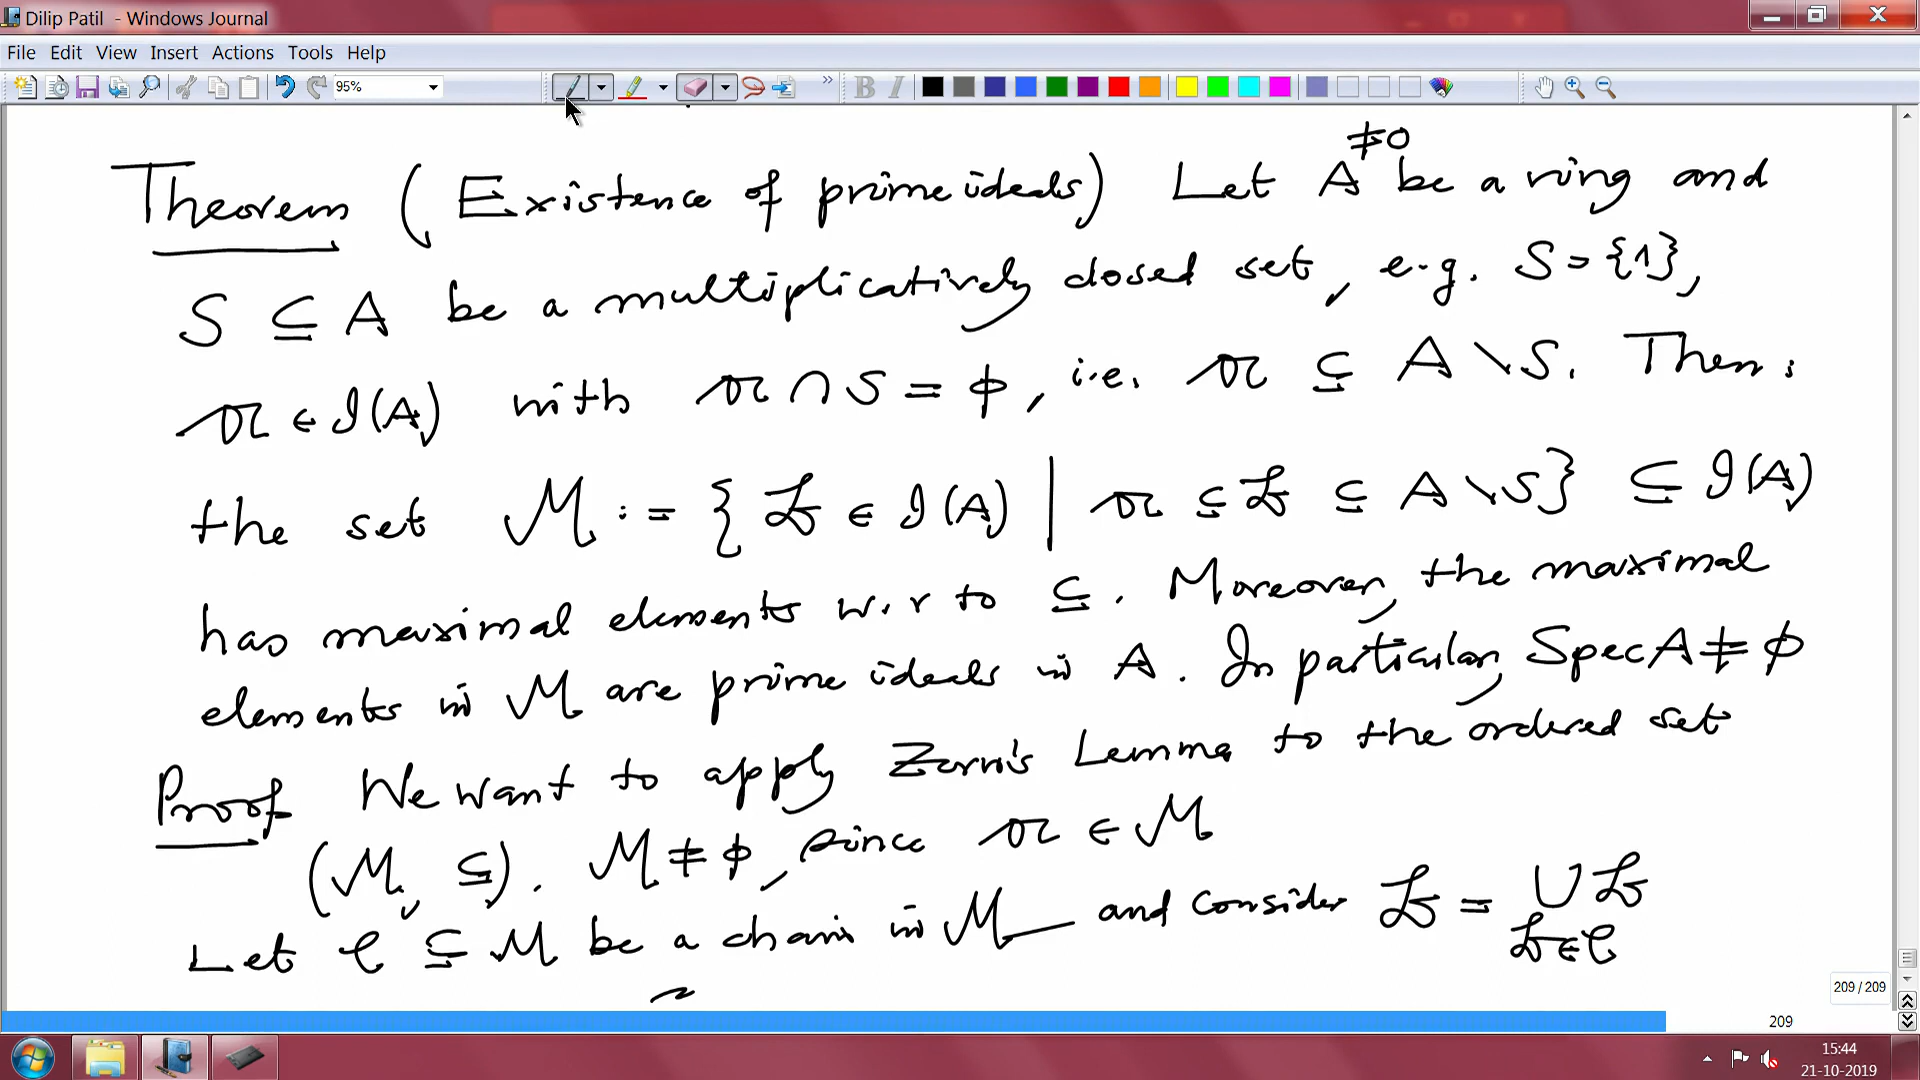 Dilip Patil - Windows Journal
File Edit View Insert Actions Tools Help
95%
B I
Theorem (Existence of prime ideals) Let A ≠0 be a ring and
S ⊆ A be a multiplicatively closed set, e.g. S = {1},
𝔞 ∈ I(A) with 𝔞 ∩ S = φ, i.e. 𝔞 ⊆ A \ S. Then:
the set M := { 𝔟 ∈ I(A) | 𝔞 ⊆ 𝔟 ⊆ A \ S } ⊆ I(A)
has maximal elements w.r to ⊆. Moreover, the maximal
elements in M are prime ideals in A. In particular, Spec A ≠ φ
Proof We want to apply Zorn's Lemma to the ordered set
(M, ⊆). M ≠ φ, since 𝔞 ∈ M
Let C ⊆ M be a chain in M and consider 𝔟 = ∪ 𝔟
𝔟∈C
209 / 209
209
15:44
21-10-2019